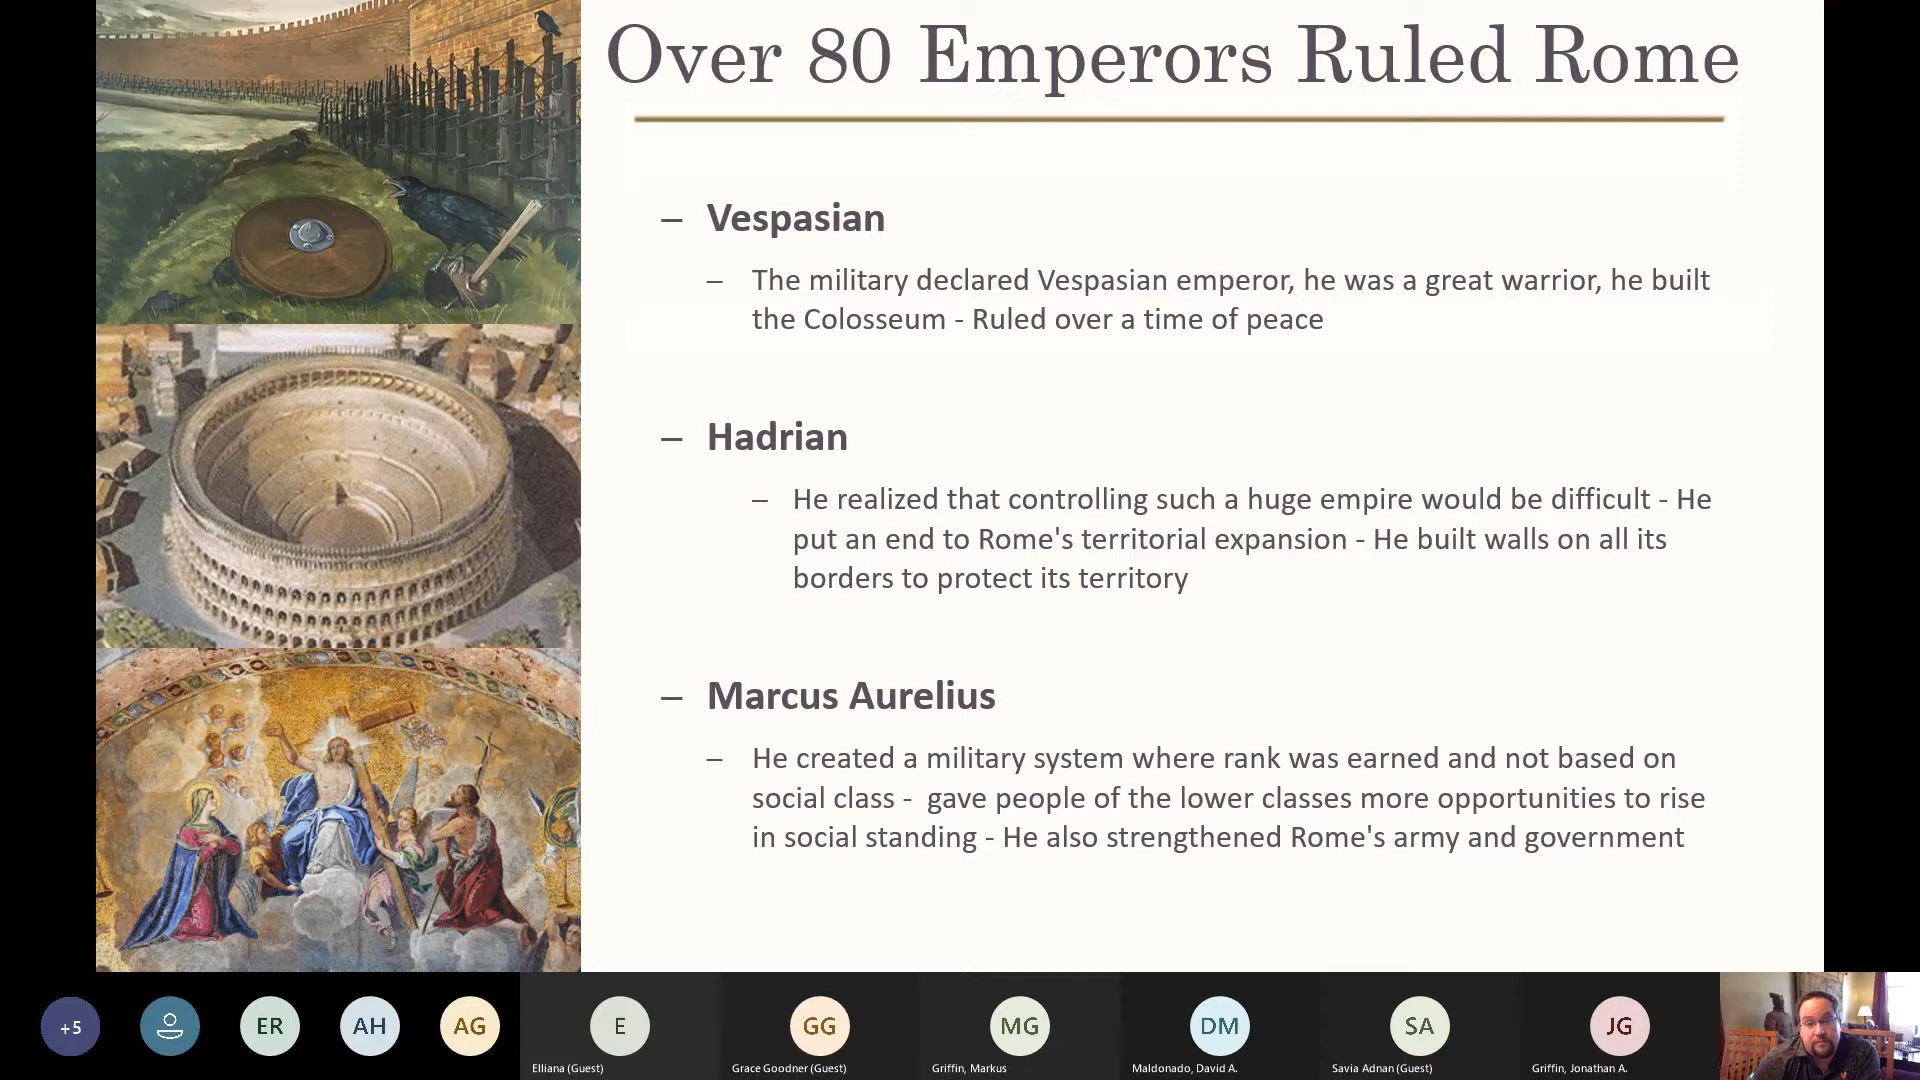 Over 80 Emperors Ruled Rome
– Vespasian
– The military declared Vespasian emperor, he was a great warrior, he built
the Colosseum - Ruled over a time of peace
– Hadrian
– He realized that controlling such a huge empire would be difficult - He
put an end to Rome's territorial expansion - He built walls on all its
borders to protect its territory
– Marcus Aurelius
– He created a military system where rank was earned and not based on
social class -  gave people of the lower classes more opportunities to rise
in social standing - He also strengthened Rome's army and government
+5
ER
AH
AG
E
GG
MG
DM
SA
JG
Elliana (Guest)
Grace Goodner (Guest)
Griffin, Markus
Maldonado, David A.
Savia Adnan (Guest)
Griffin, Jonathan A.